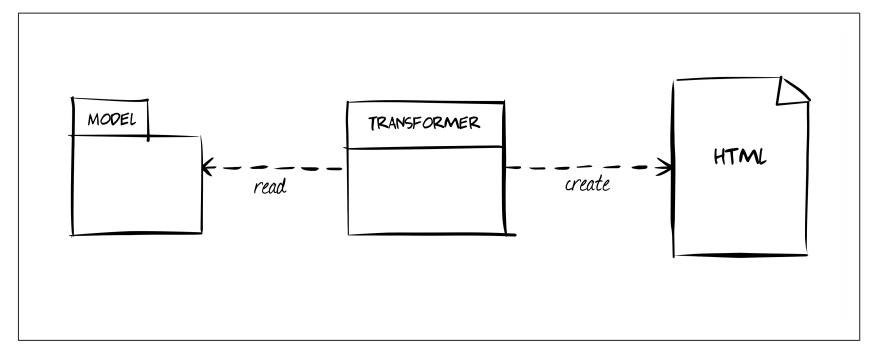 MODEL
TRANSFORMER
HTML
read
create